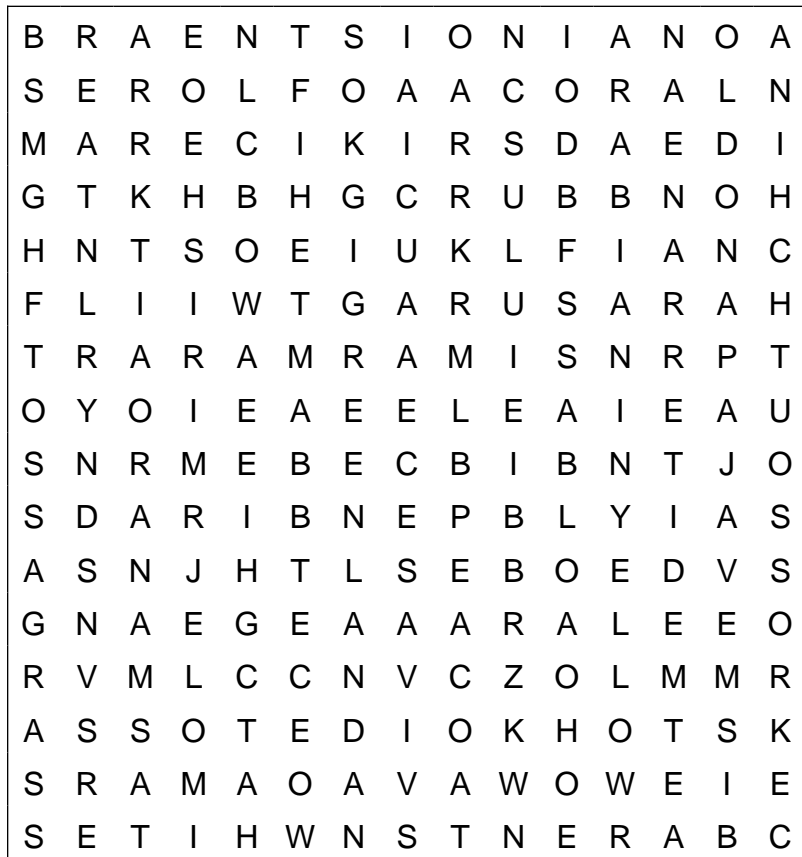 B R A E N T S I O N I A N O A
S E R O L F O A A C O R A L N
M A R E C I K I R S D A E D I
G T K H B H G C R U B B N O H
H N T S O E I U K L F I A N C
F L I I W T G A R U S A R A H
T R A R A M R A M I S N R P T
O Y O I E A E E L E A I E A U
S N R M E B E C B I B N T J O
S D A R I B N E P B L Y I A S
A S N J H T L S E B O E D V S
G N A E G E A A A R A L E E O
R V M L C C N V C Z O L M M R
A S S O T E D I O K H O T S K
S R A M A O A V A W O W E I E
S E T I H W N S T N E R A B C